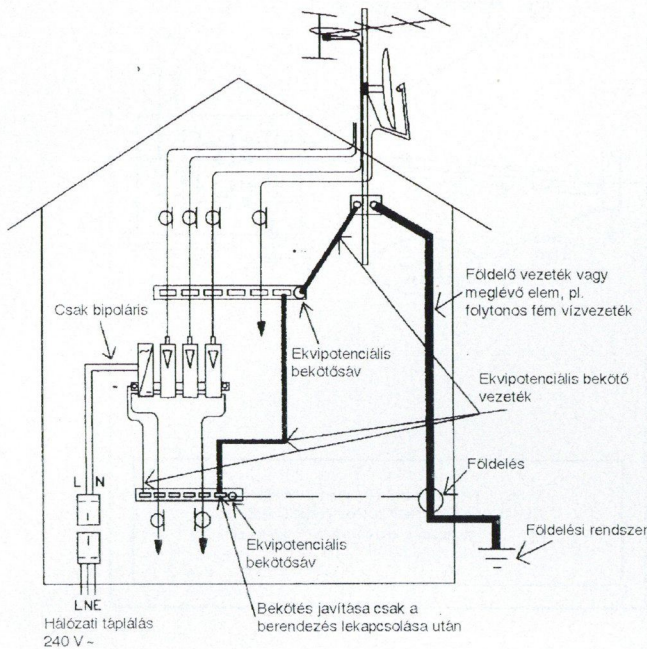 Földelő vezeték vagy
meglévő elem, pl.
folytonos fém vízvezeték
Csak bipoláris
Ekvipotenciális
bekötősáv
Ekvipotenciális bekötő
vezeték
L N
Földelés
Ekvipotenciális
bekötősáv
Földelési rendszer
LNE
Hálózati táplálás
240 V ~
Bekötés javítása csak a
berendezés lekapcsolása után